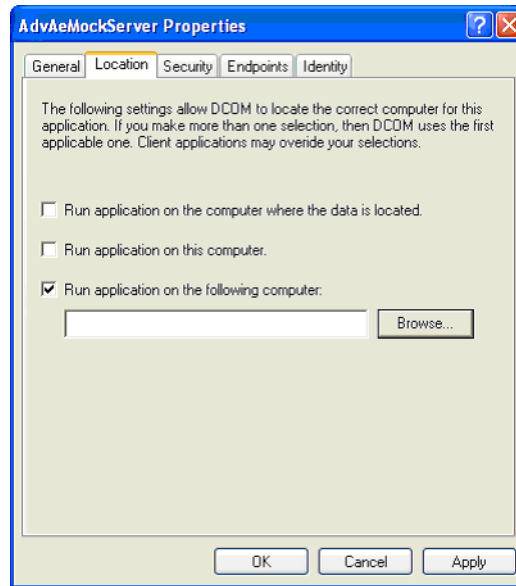 AdvAeMockServer Properties
General Location Security Endpoints Identity
The following settings allow DCOM to locate the correct computer for this
application. If you make more than one selection, then DCOM uses the first
applicable one. Client applications may overide your selections.
Run application on the computer where the data is located.
Run application on this computer.
Run application on the following computer:
Browse...
OK Cancel Apply